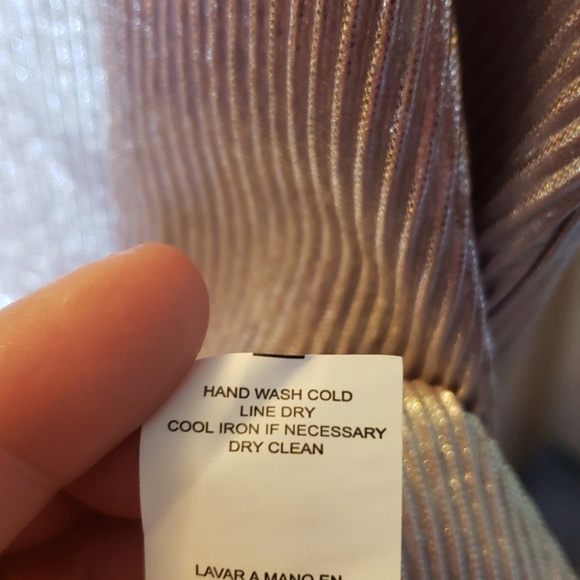 HAND WASH COLD
LINE DRY
COOL IRON IF NECESSARY
DRY CLEAN
LAVAR A MANO EN